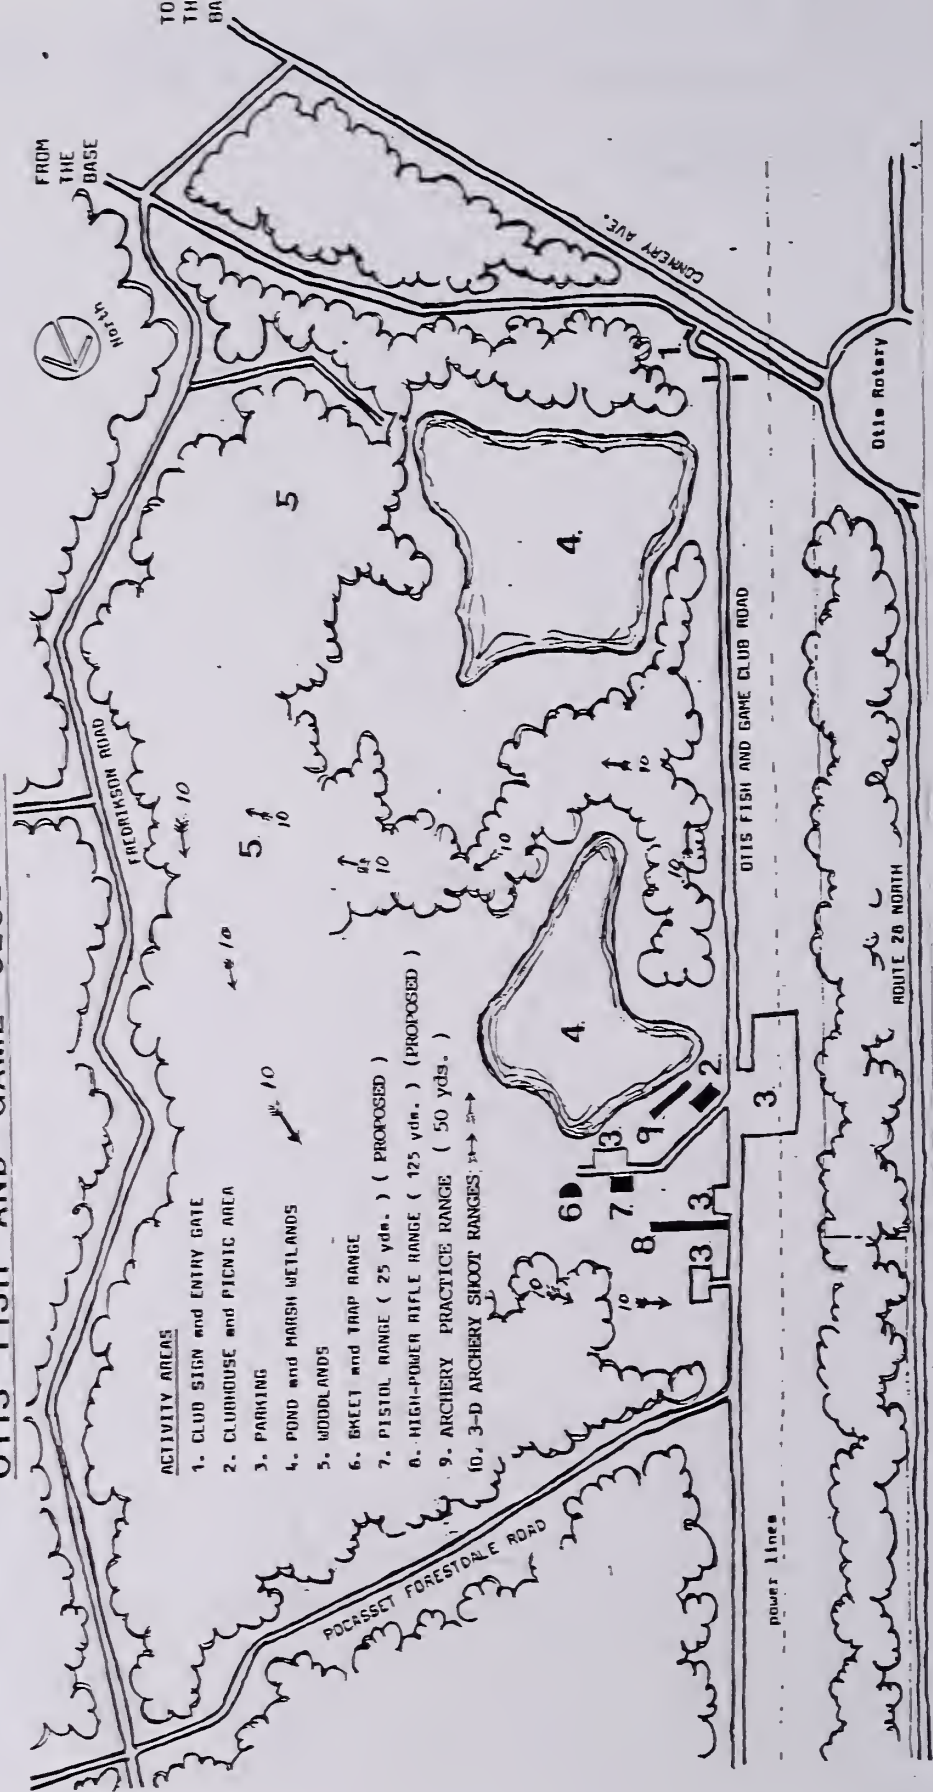 OTIS FISH AND GAME CLUB
FROM
THE
BASE
TO
TH
BA
North
FREDRIKSON ROAD
CONNERY AVE.
Otis Rotary
OTIS FISH AND GAME CLUB ROAD
ROUTE 28 NORTH
power lines
POCASSET FORESTDALE ROAD
ACTIVITY AREAS
1. CLUB SIGN and ENTRY GATE
2. CLUBHOUSE and PICNIC AREA
3. PARKING
4. POND and MARSH WETLANDS
5. WOODLANDS
6. SKEET and TRAP RANGE
7. PISTOL RANGE ( 25 yds. ) ( PROPOSED )
8. HIGH-POWER RIFLE RANGE ( 125 yds. ) (PROPOSED )
9. ARCHERY PRACTICE RANGE ( 50 yds. )
10. 3-D ARCHERY SHOOT RANGES
1.
2.
3.
3.
3.
3
4.
4.
5
5.
6
7.
8.
9.
10
10
10
10
10
10
10
10
10
10